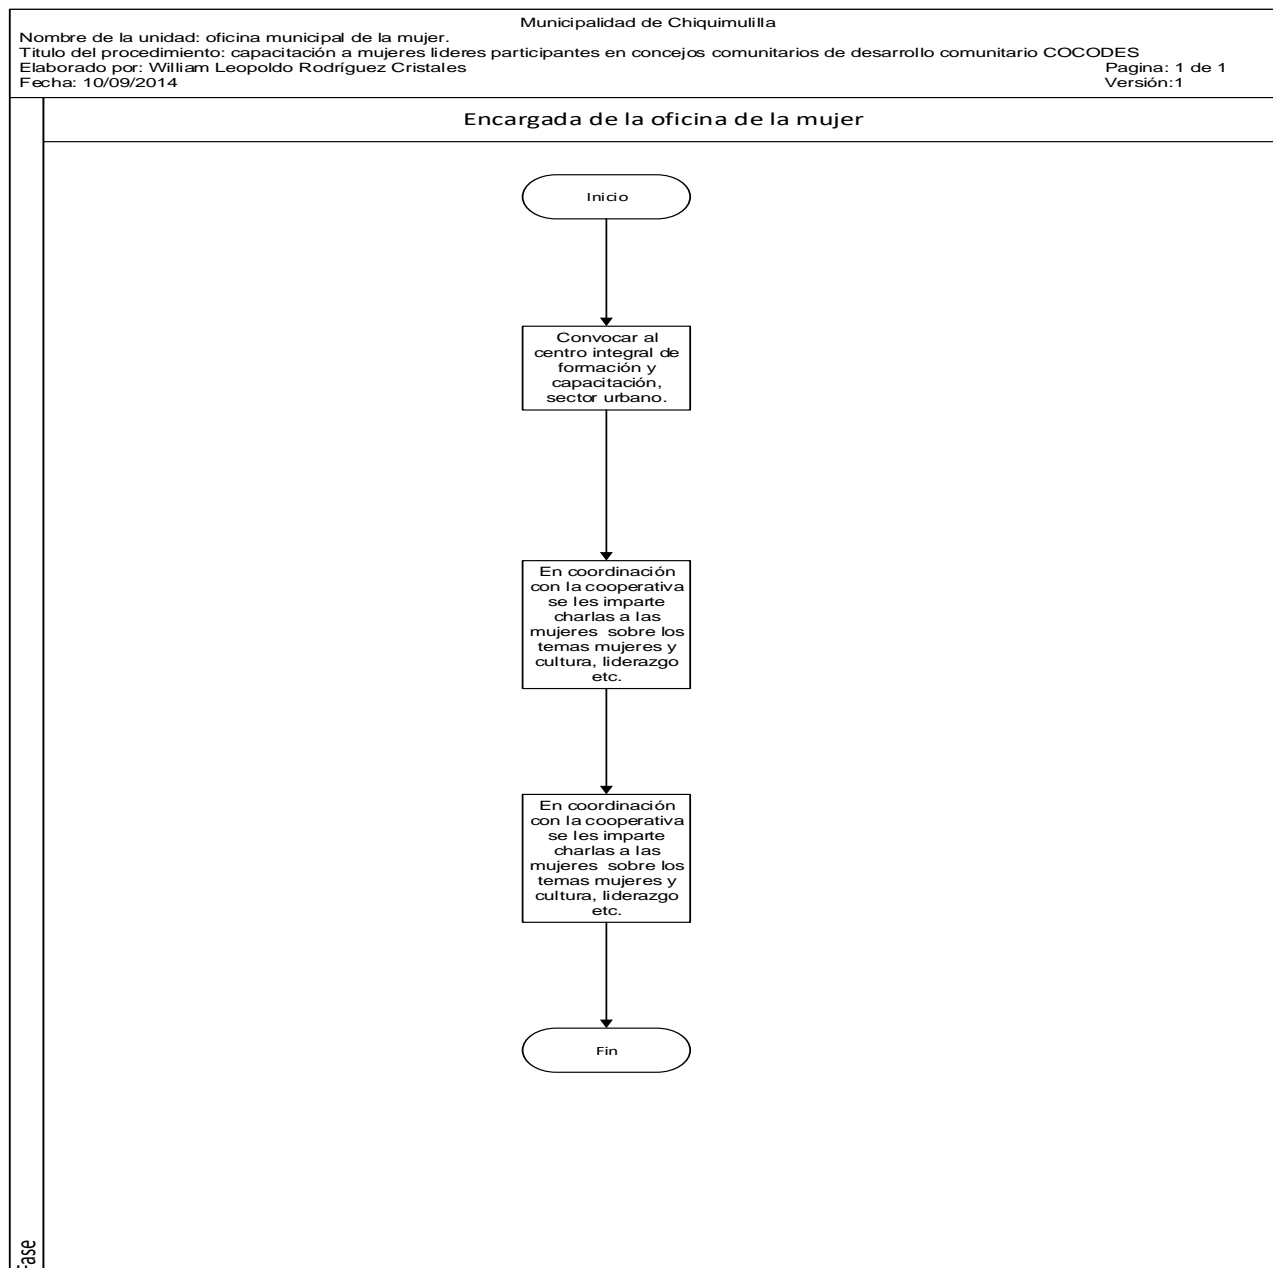 Municipalidad de Chiquimulilla
Nombre de la unidad: oficina municipal de la mujer.
Titulo del procedimiento: capacitación a mujeres lideres participantes en concejos comunitarios de desarrollo comunitario COCODES
Elaborado por: William Leopoldo Rodríguez Cristales
Pagina: 1 de 1
Fecha: 10/09/2014
Versión:1
Encargada de la oficina de la mujer
Inicio
Convocar al
centro integral de
formación y
capacitación,
sector urbano.
En coordinación
con la cooperativa
se les imparte
charlas a las
mujeres  sobre los
temas mujeres y
cultura, liderazgo
etc.
En coordinación
con la cooperativa
se les imparte
charlas a las
mujeres  sobre los
temas mujeres y
cultura, liderazgo
etc.
Fin
Fase